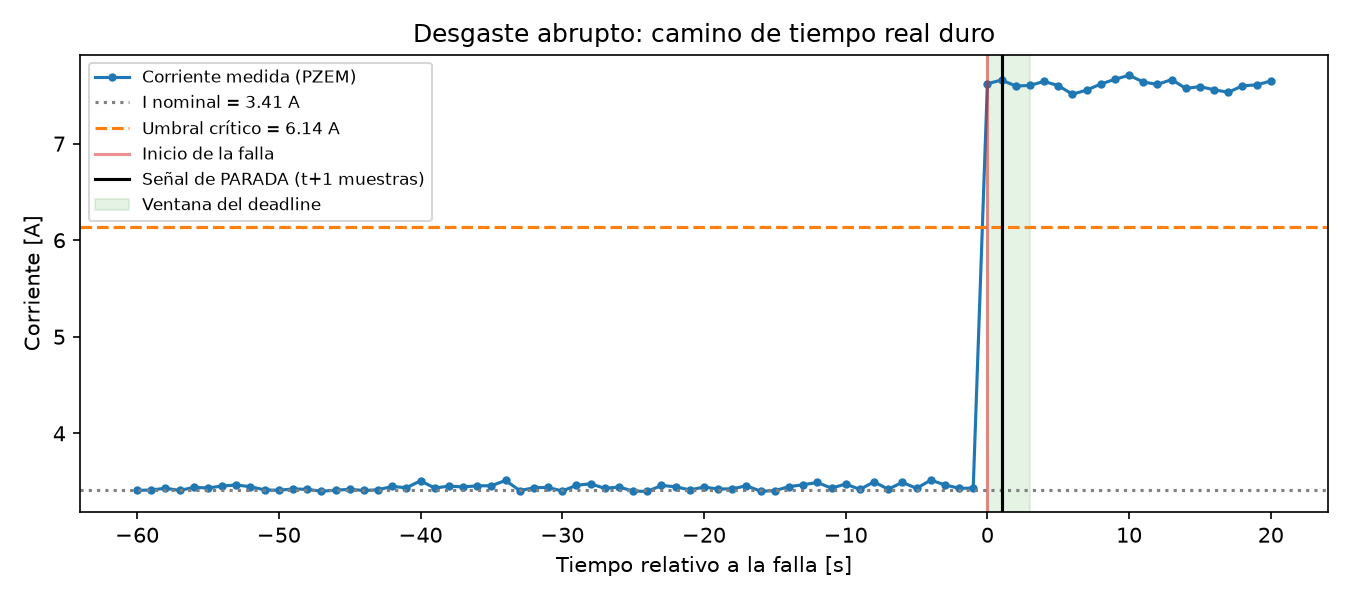 Desgaste abrupto: camino de tiempo real duro
Corriente medida (PZEM)
I nominal = 3.41 A
Umbral crítico = 6.14 A
Inicio de la falla
Señal de PARADA (t+1 muestras)
Ventana del deadline
Corriente [A]
7
6
5
4
−60 −50 −40 −30 −20 −10 0 10 20
Tiempo relativo a la falla [s]